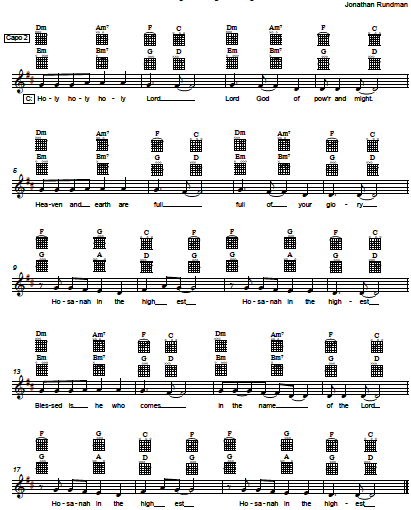 Jonathan Rundman
Dm Am7 F C Dm Am7 F C
Capo 2
Em Bm7 G D Em Bm7 G D
C: Ho - ly ho - ly ho - ly Lord Lord God of pow'r and might.
Dm Am7 F C Dm Am7 F C
Em Bm7 G D Em Bm7 G D
5
Heaven and earth are full full of your glo - ry
F G C F F G C F
G A D G G A D G
9
Ho - sa - nah in the high est Ho - sa - nah in the high - est
Dm Am7 F C Dm Am7 F C
Em Bm7 G D Em Bm7 G D
13
Bles - sed is he who comes in the name of the Lord
F G C F F G C F
G A D G G A D G
17
Ho - sa - nah in the high est Ho - sa - nah in the high - est